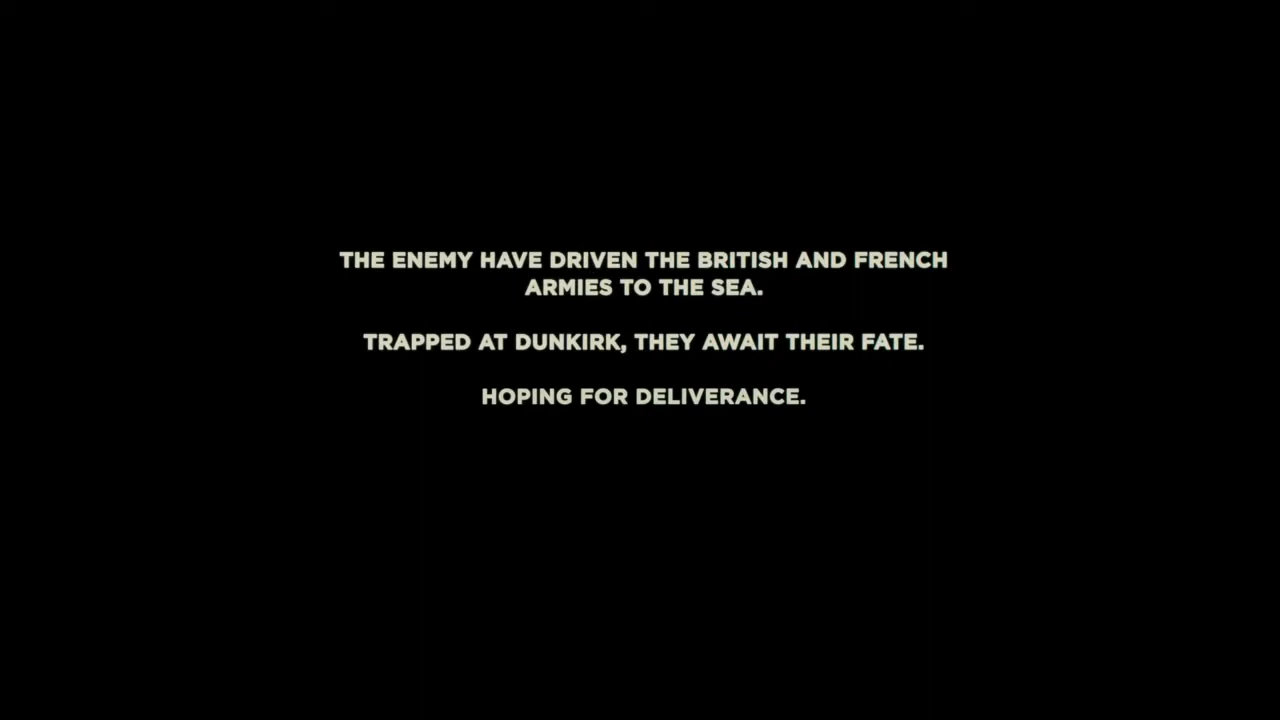 THE ENEMY HAVE DRIVEN THE BRITISH AND FRENCH
ARMIES TO THE SEA.
TRAPPED AT DUNKIRK, THEY AWAIT THEIR FATE.
HOPING FOR DELIVERANCE.